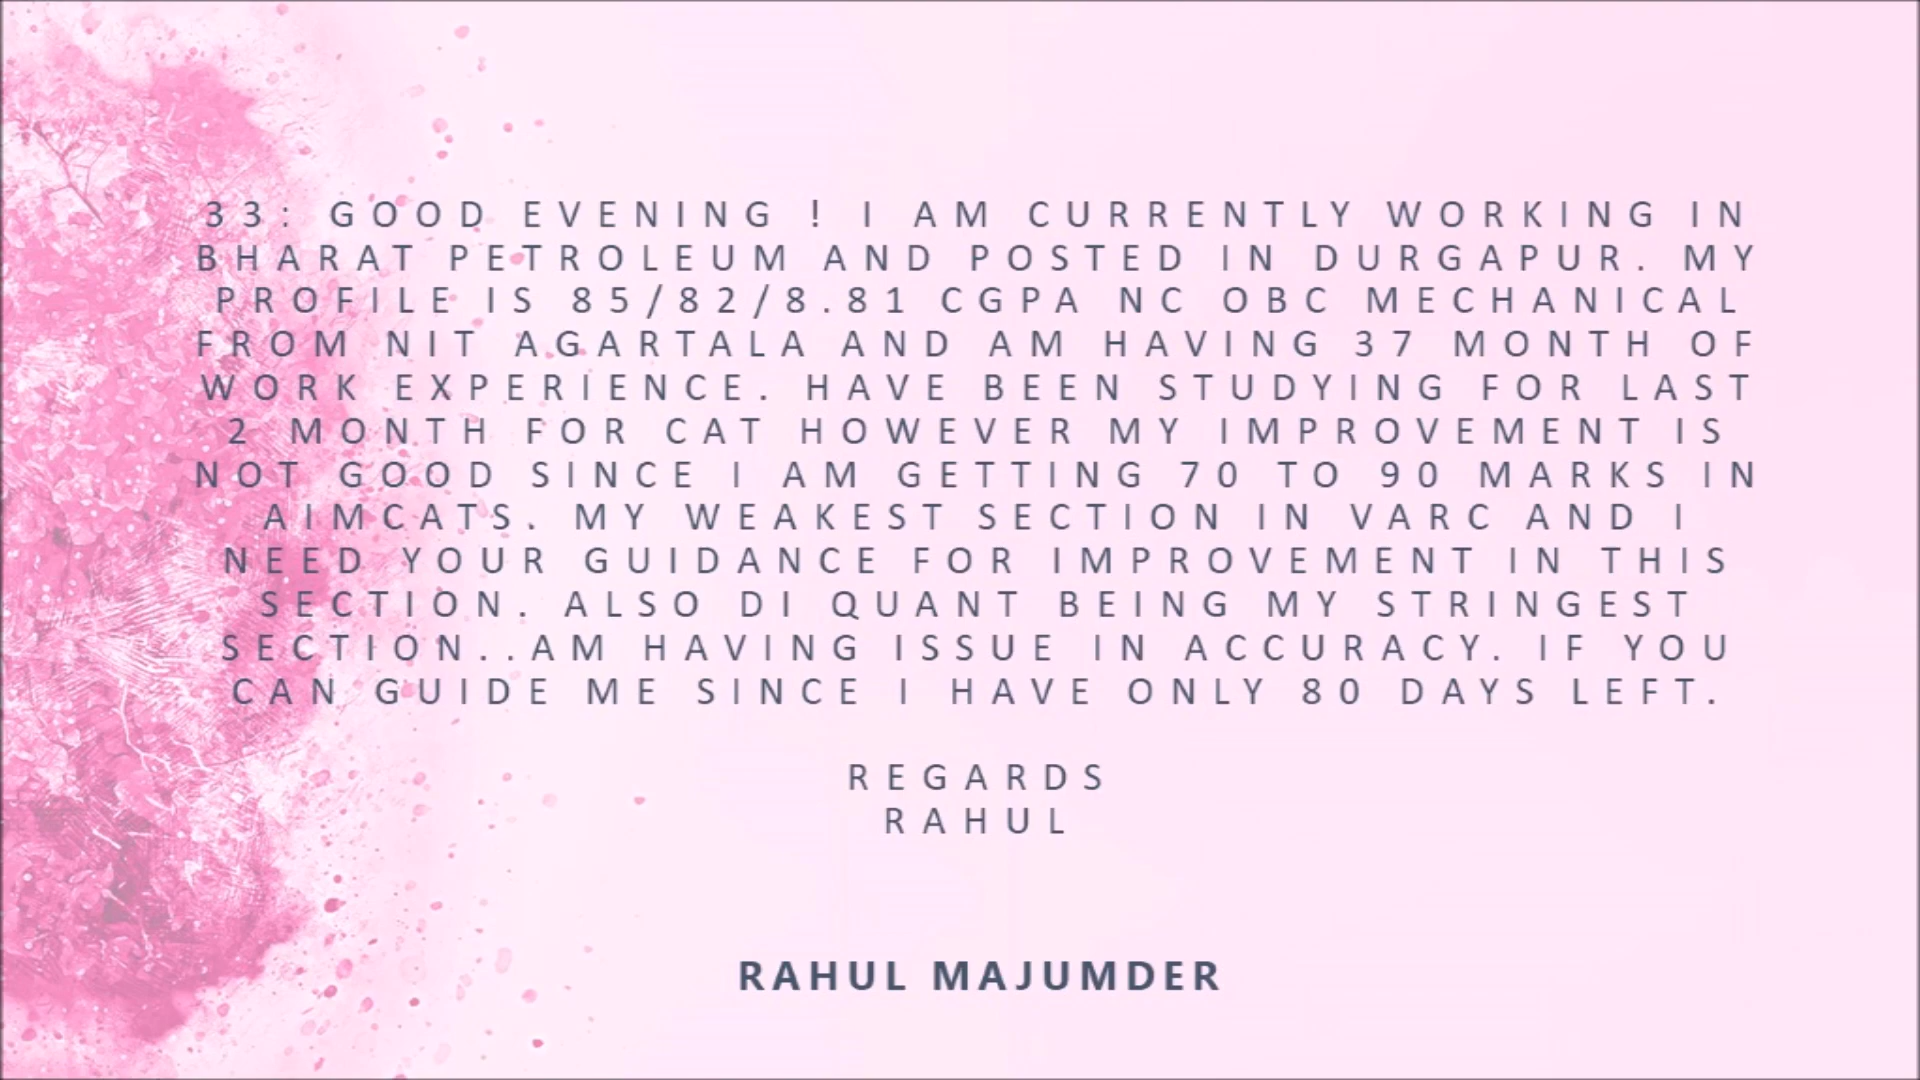 33: GOOD EVENING ! I AM CURRENTLY WORKING IN
BHARAT PETROLEUM AND POSTED IN DURGAPUR. MY
PROFILE IS 85/82/8.81 CGPA NC OBC MECHANICAL
FROM NIT AGARTALA AND AM HAVING 37 MONTH OF
WORK EXPERIENCE. HAVE BEEN STUDYING FOR LAST
2 MONTH FOR CAT HOWEVER MY IMPROVEMENT IS
NOT GOOD SINCE I AM GETTING 70 TO 90 MARKS IN
AIMCATS. MY WEAKEST SECTION IN VARC AND I
NEED YOUR GUIDANCE FOR IMPROVEMENT IN THIS
SECTION. ALSO DI QUANT BEING MY STRINGEST
SECTION..AM HAVING ISSUE IN ACCURACY. IF YOU
CAN GUIDE ME SINCE I HAVE ONLY 80 DAYS LEFT.
REGARDS
RAHUL
RAHUL MAJUMDER